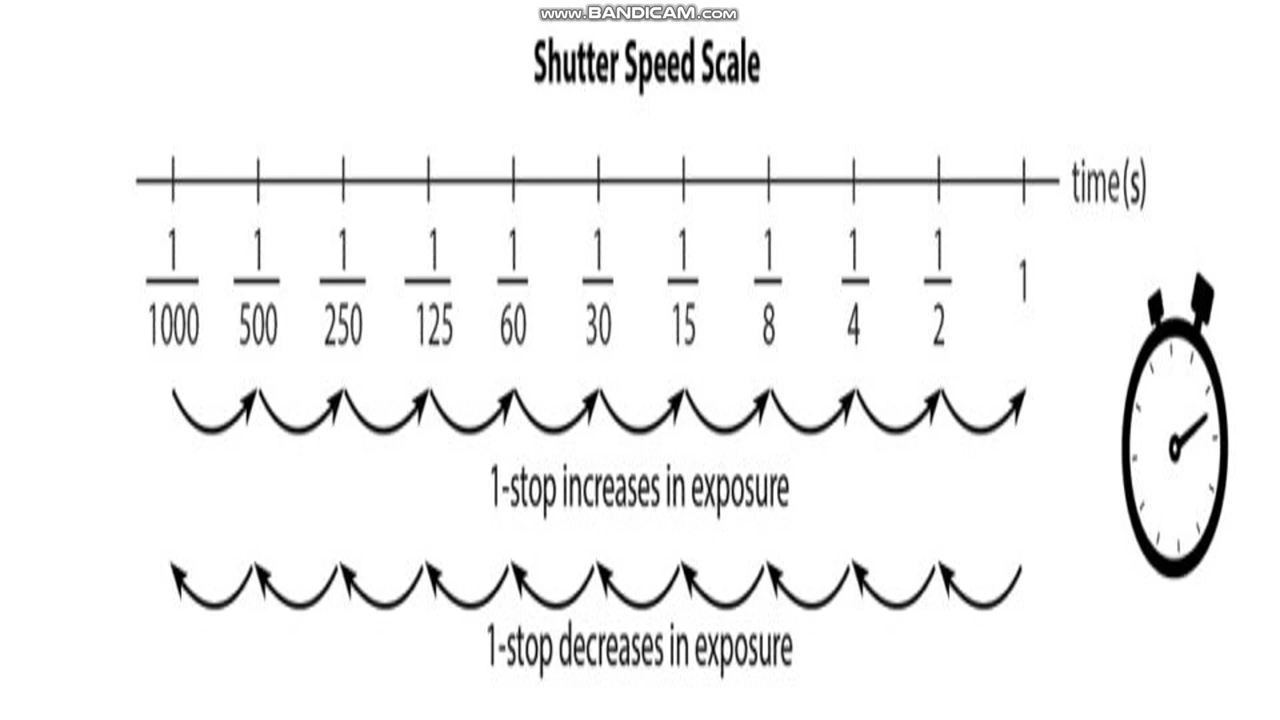 www.BANDICAM.com
Shutter Speed Scale
time(s)
1/1000 1/500 1/250 1/125 1/60 1/30 1/15 1/8 1/4 1/2 1
1-stop increases in exposure
1-stop decreases in exposure